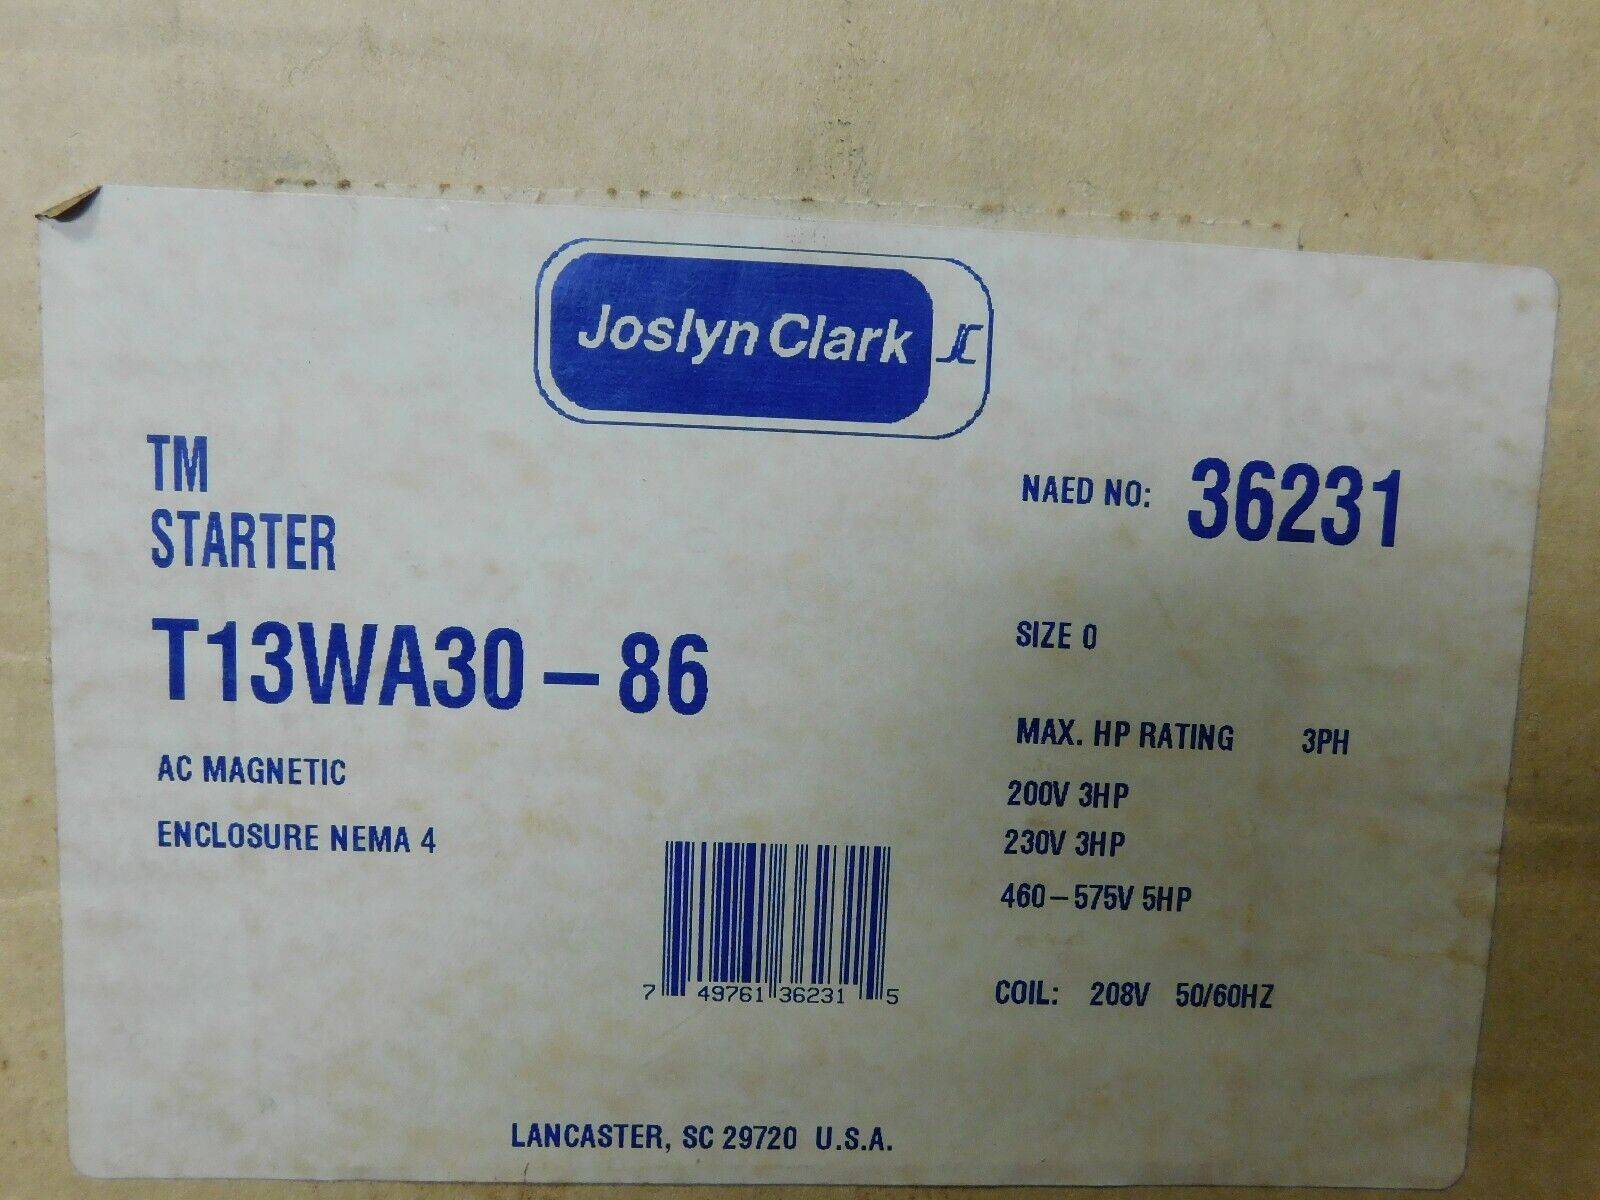 Joslyn Clark JC
TM
STARTER
T13WA30-86
AC MAGNETIC
ENCLOSURE NEMA 4
NAED NO: 36231
SIZE 0
MAX. HP RATING 3PH
200V 3HP
230V 3HP
460-575V 5HP
COIL: 208V 50/60HZ
7 49761 36231 5
LANCASTER, SC 29720 U.S.A.